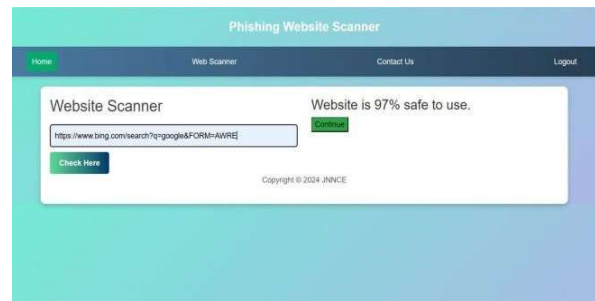 Phishing Website Scanner
Home Web Scanner Contact Us Logout
Website Scanner
https://www.bing.com/search?q=google&FORM=AWRE
Check Here
Website is 97% safe to use.
Continue
Copyright © 2024 JNNCE